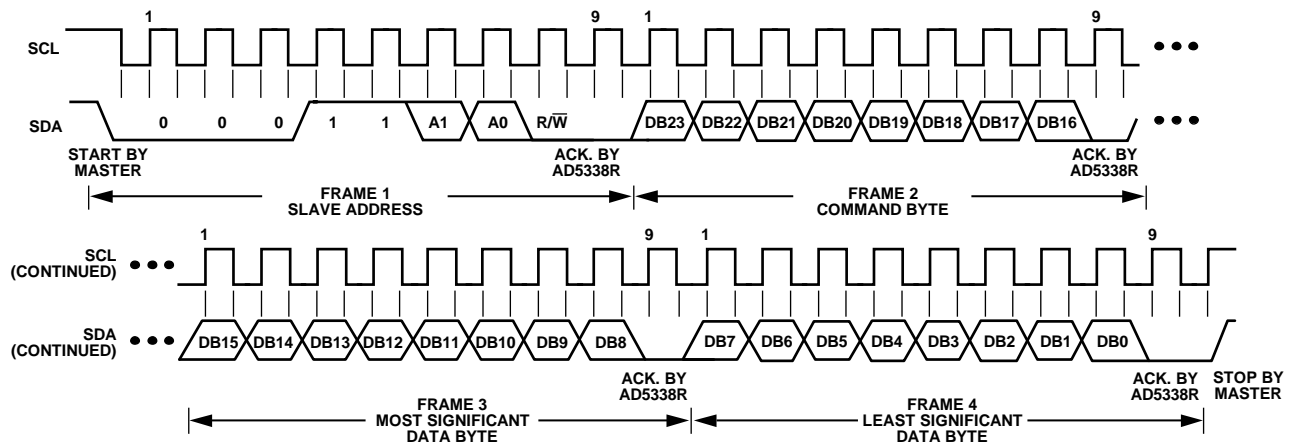 1 9 1 9
SCL
SDA
0 0 0 1 1 A1 A0 R/W̅ DB23 DB22 DB21 DB20 DB19 DB18 DB17 DB16
START BY
MASTER
ACK. BY
AD5338R
ACK. BY
AD5338R
FRAME 1
SLAVE ADDRESS
FRAME 2
COMMAND BYTE
1 9 1 9
SCL
(CONTINUED)
SDA
(CONTINUED)
DB15 DB14 DB13 DB12 DB11 DB10 DB9 DB8 DB7 DB6 DB5 DB4 DB3 DB2 DB1 DB0
ACK. BY
AD5338R
ACK. BY
AD5338R
STOP BY
MASTER
FRAME 3
MOST SIGNIFICANT
DATA BYTE
FRAME 4
LEAST SIGNIFICANT
DATA BYTE